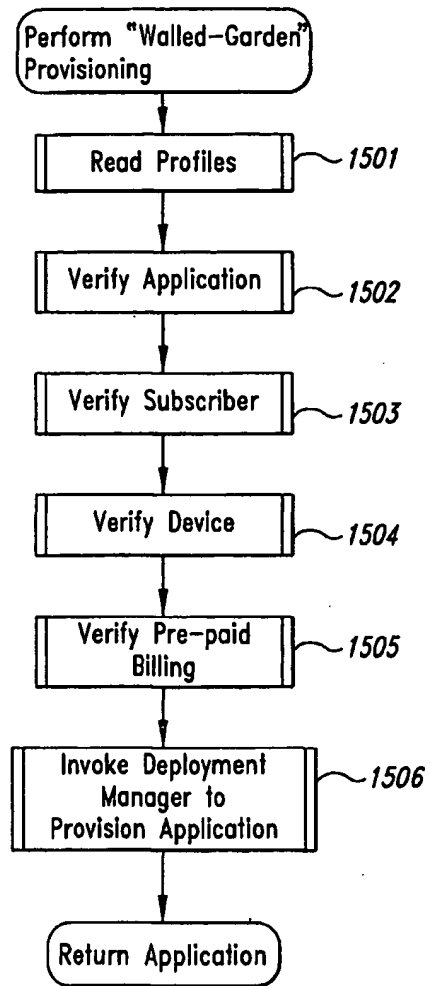 Perform "Walled-Garden"
Provisioning
Read Profiles
1501
Verify Application
1502
Verify Subscriber
1503
Verify Device
1504
Verify Pre-paid
Billing
1505
Invoke Deployment
Manager to
Provision Application
1506
Return Application